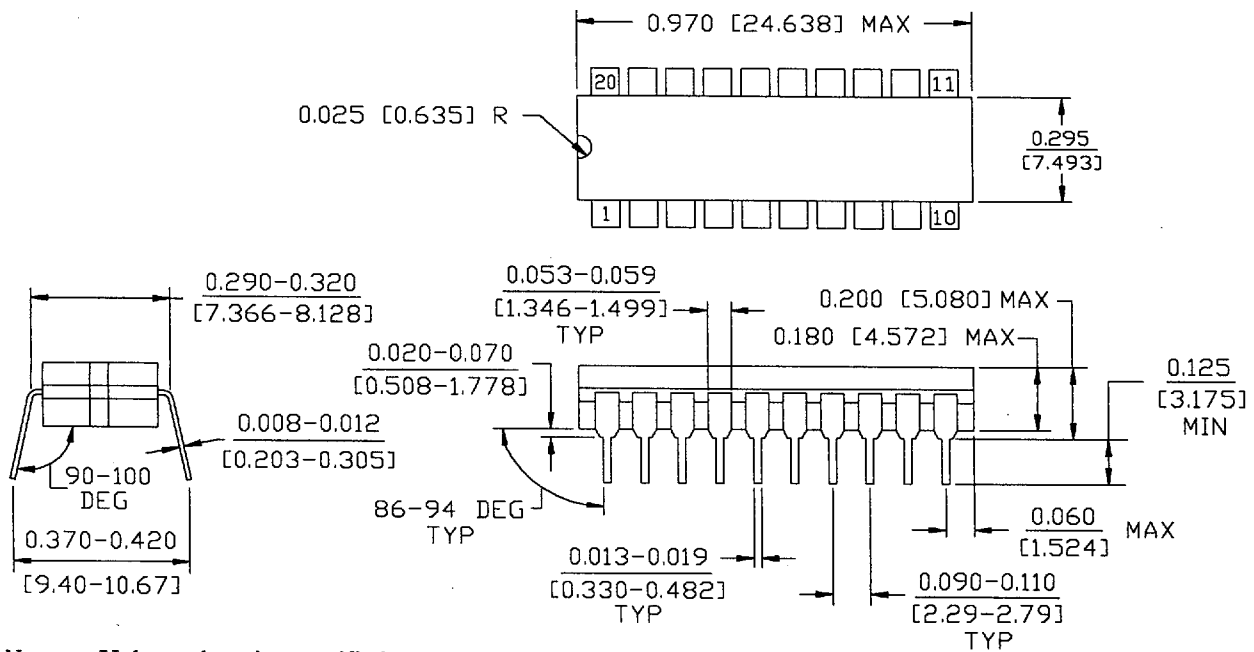 0.970 [24.638] MAX
20
11
0.025 [0.635] R
0.295
[7.493]
1
10
0.290-0.320
[7.366-8.128]
0.053-0.059
[1.346-1.499]
TYP
0.200 [5.080] MAX
0.180 [4.572] MAX
0.020-0.070
[0.508-1.778]
0.125
[3.175]
MIN
0.008-0.012
[0.203-0.305]
90-100
DEG
86-94 DEG
TYP
0.370-0.420
[9.40-10.67]
0.013-0.019
[0.330-0.482]
TYP
0.060
[1.524] MAX
0.090-0.110
[2.29-2.79]
TYP